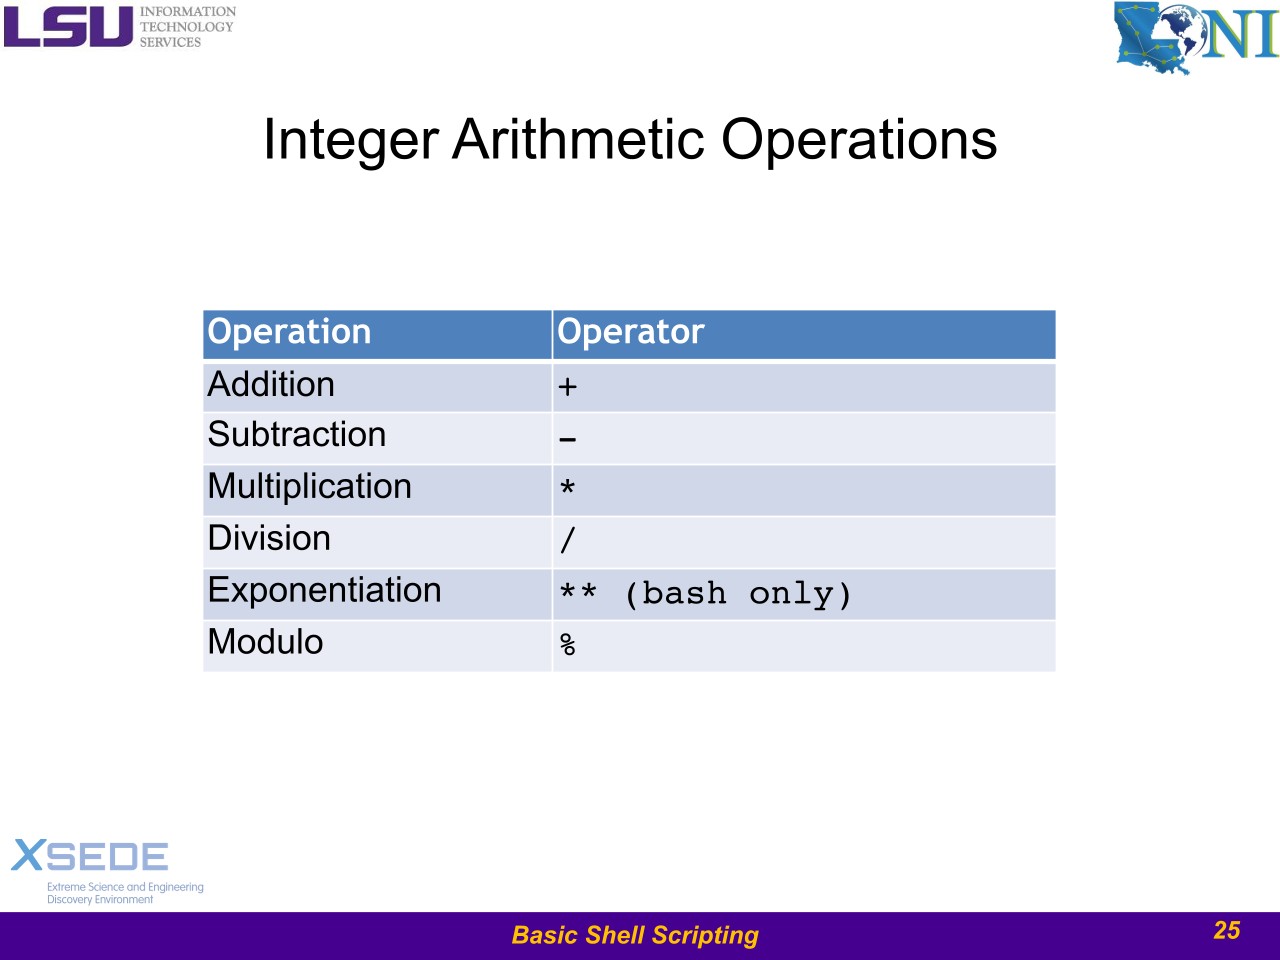 LSU INFORMATION
TECHNOLOGY
SERVICES
LONI
Integer Arithmetic Operations
Operation Operator
Addition +
Subtraction -
Multiplication *
Division /
Exponentiation ** (bash only)
Modulo %
XSEDE
Extreme Science and Engineering
Discovery Environment
Basic Shell Scripting 25